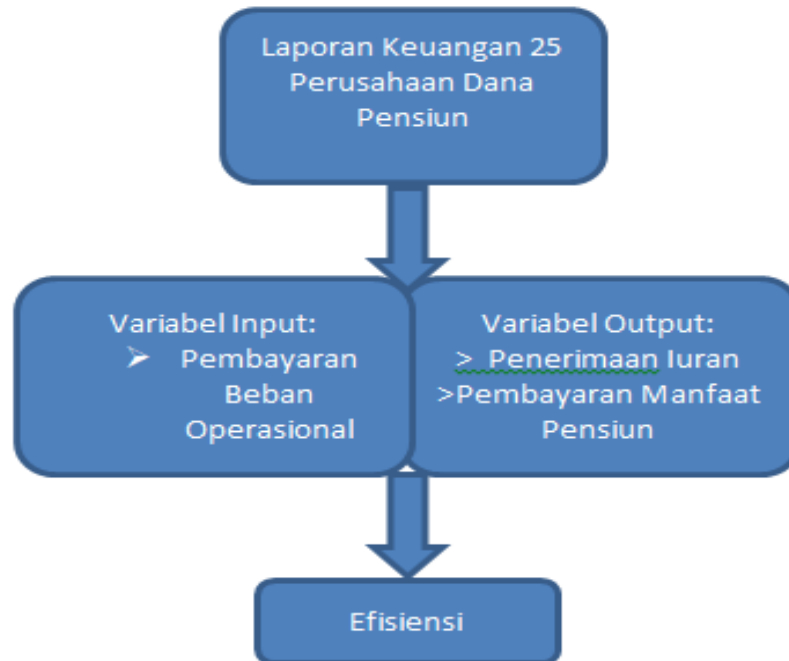 Laporan Keuangan 25
Perusahaan Dana
Pensiun
Variabel Input:
➢ Pembayaran
Beban
Operasional
Variabel Output:
> Penerimaan Iuran
>Pembayaran Manfaat
Pensiun
Efisiensi